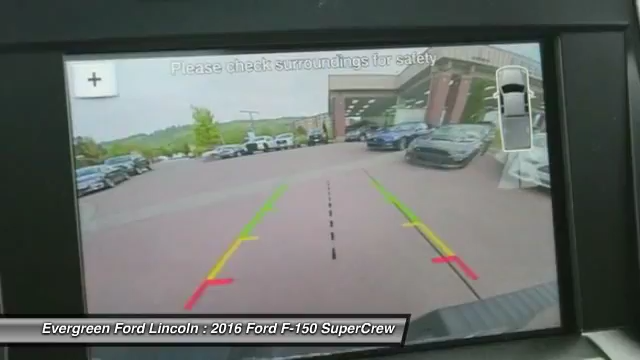 Please check surroundings for safety
+
Evergreen Ford Lincoln : 2016 Ford F-150 SuperCrew